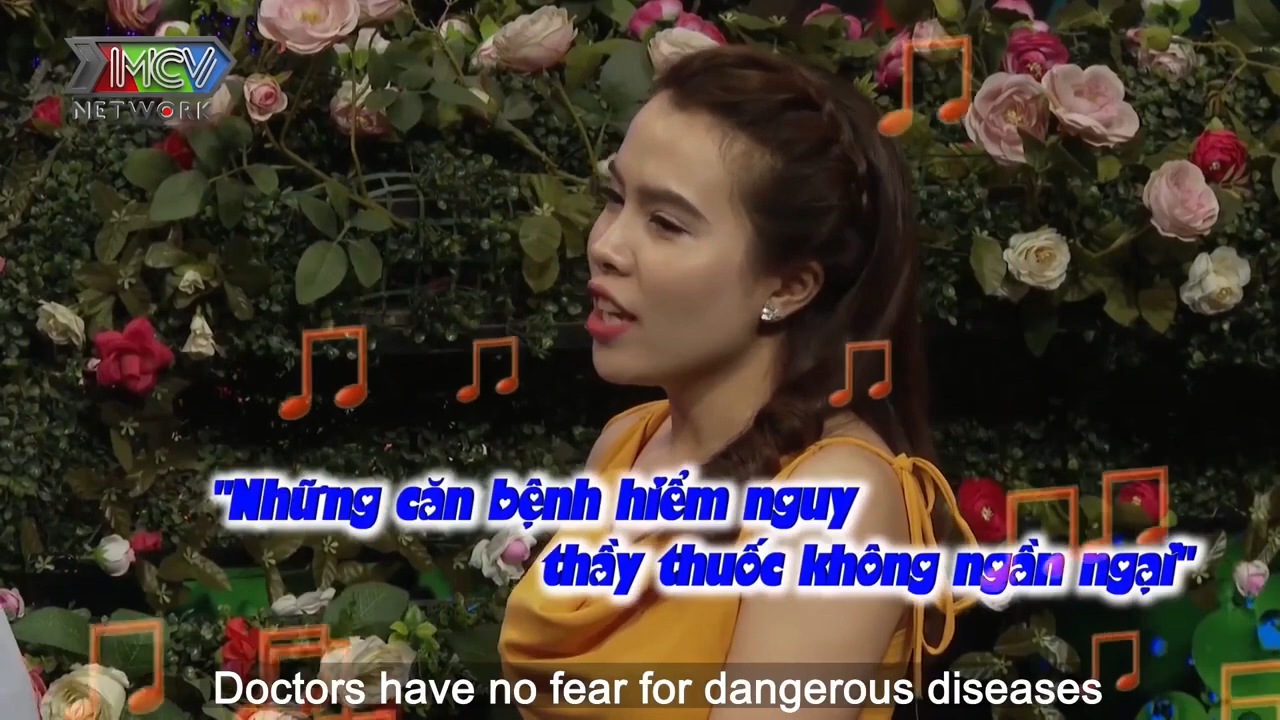 MCV
NETWORK
"Những căn bệnh hiểm nguy
thầy thuốc không ngần ngại"
Doctors have no fear for dangerous diseases